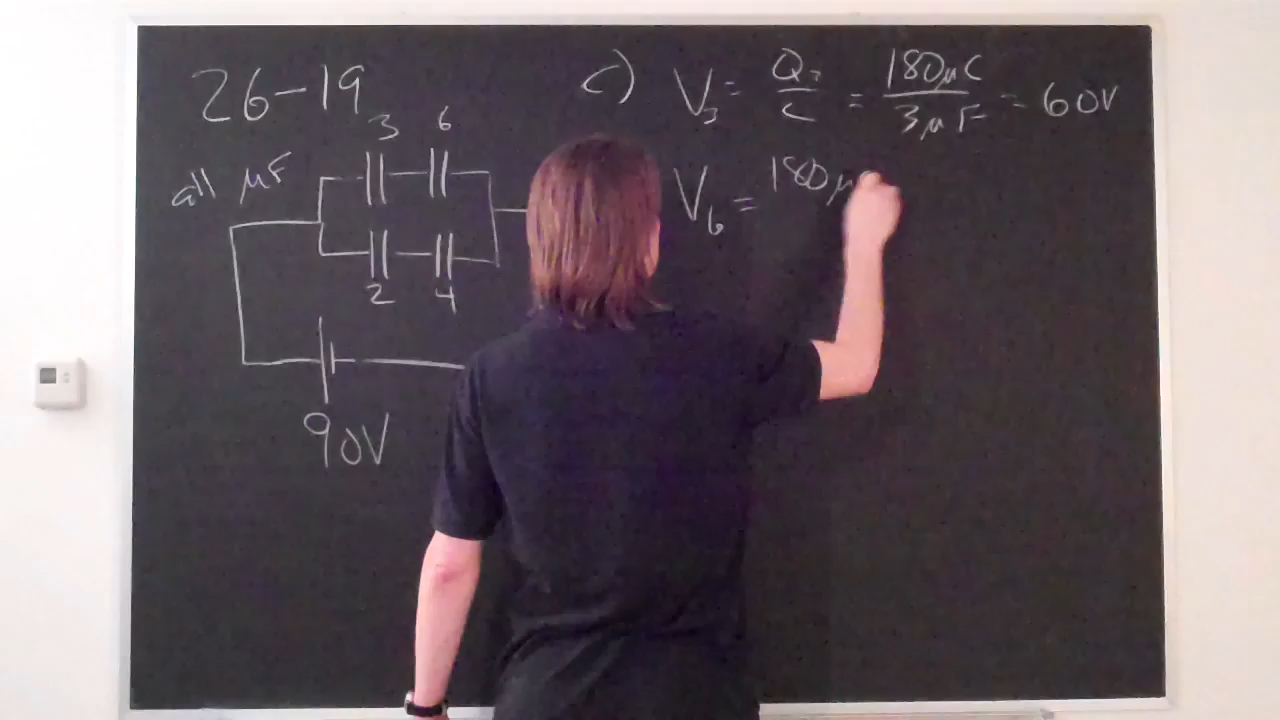 26-19
3 6
all μF
2 4
90V
c) V₃ = Q₃/C = 180μC/3μF = 60V
V₆ = 180μ